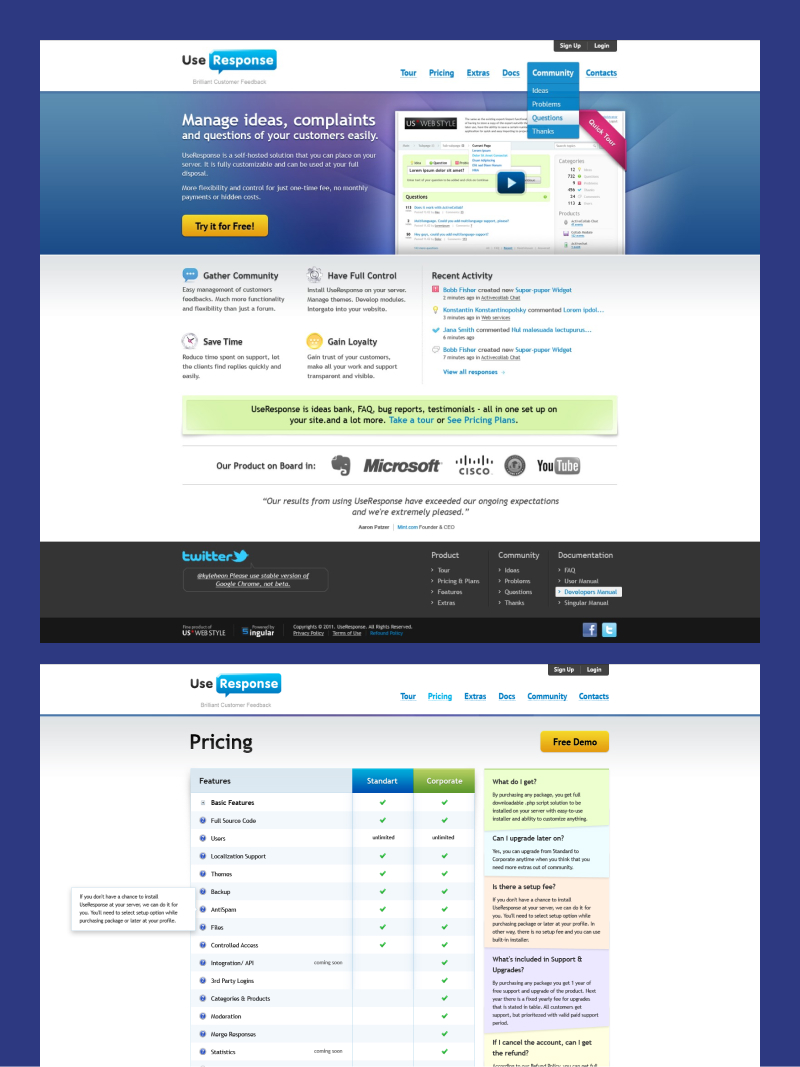 Sign Up Login
Use Response
Brilliant Customer Feedback
Tour Pricing Extras Docs Community Contacts
Ideas
Problems
Questions
Thanks
Manage ideas, complaints
and questions of your customers easily.
UseResponse is a self-hosted solution that you can place on your
server. It is fully customizable and can be used at your full
disposal.
More flexibility and control for just one-time fee, no monthly
payments or hidden costs.
Try it for Free!
Quick Tour
US WEB STYLE
Lorem ipsum dolor sit amet?
Questions
Categories
Products
Gather Community
Easy management of customers
feedbacks. Much more functionality
and flexibility than just a forum.
Have Full Control
Install UseResponse on your server.
Manage themes. Develop modules.
Intergato into your website.
Save Time
Reduce time spent on support, lot
the clients find replies quickly and
easily.
Gain Loyalty
Gain trust of your customers,
make all your work and support
transparent and visible.
Recent Activity
Bobb Fisher created new Super-puper Widget
2 minutes ago in Activecollab Chat
Konstantin Konstantinopolsky commented Lorem ipdol...
3 minutes ago in Web services
Jana Smith commented Nul malesuada lectupurus...
6 minutes ago
Bobb Fisher created new Super-puper Widget
7 minutes ago in Activecollab Chat
View all responses
UseResponse is ideas bank, FAQ, bug reports, testimonials - all in one set up on
your site.and a lot more. Take a tour or See Pricing Plans.
Our Product on Board in: Microsoft CISCO YouTube
“Our results from using UseResponse have exceeded our ongoing expectations
and we're extremely pleased.”
Aaron Patzer | Mint.com Founder & CEO
twitter
@kyleheon Please use stable version of
Google Chrome, not beta.
Product
Tour
Pricing & Plans
Features
Extras
Community
Ideas
Problems
Questions
Thanks
Documentation
FAQ
User Manual
Developers Manual
Singular Manual
Fine product of
US WEB STYLE
Powered by
Singular
Copyrights © 2011. UseResponse. All Rights Reserved.
Privacy Policy Terms of Use Refound Policy
Sign Up Login
Use Response
Brilliant Customer Feedback
Tour Pricing Extras Docs Community Contacts
Pricing
Free Demo
Features Standart Corporate
Basic Features
Full Source Code
Users unlimited unlimited
Localization Support
Themes
Backup
AntiSpam
Files
Controlled Access
Intogration/ API coming soon
3rd Party Logins
Categories & Products
Moderation
Merge Responses
Statistics coming soon
If you don't have a chance to install
UseResponse at your server, we can do it for
you. You'll need to select setup option while
purchasing package or later at your profile.
What do I get?
By purchasing any package, you get full
downloadable .php script solution to be
installed on your server with easy-to-use
installer and ability to customize anything.
Can I upgrade later on?
Yes, you can upgrade from Standard to
Corporate anytime when you think that you
need more extras out of community.
Is there a setup fee?
If you don't have a chance to install
UseResponse at your server, we can do it for
you. You'll need to select setup option while
purchasing package or later at your profile. In
other way, there is no setup fee and you can use
built-in installer.
What's included in Support &
Upgrades?
By purchasing any package you get 1 year of
free support and upgrade of the product. Next
year there is a fixed yearly fee for upgrades
that is stated in table. All customers get
support, but prioritessed with valid paid support
period.
If I cancel the account, can I get
the refund?
According to our Refund Policy, you can get full